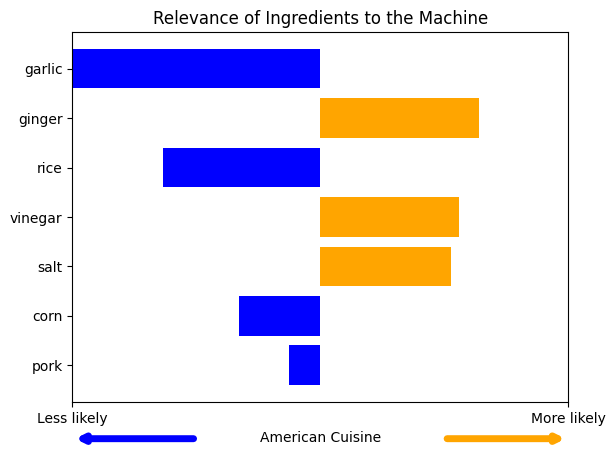 Relevance of Ingredients to the Machine
garlic
ginger
rice
vinegar
salt
corn
pork
Less likely
More likely
American Cuisine